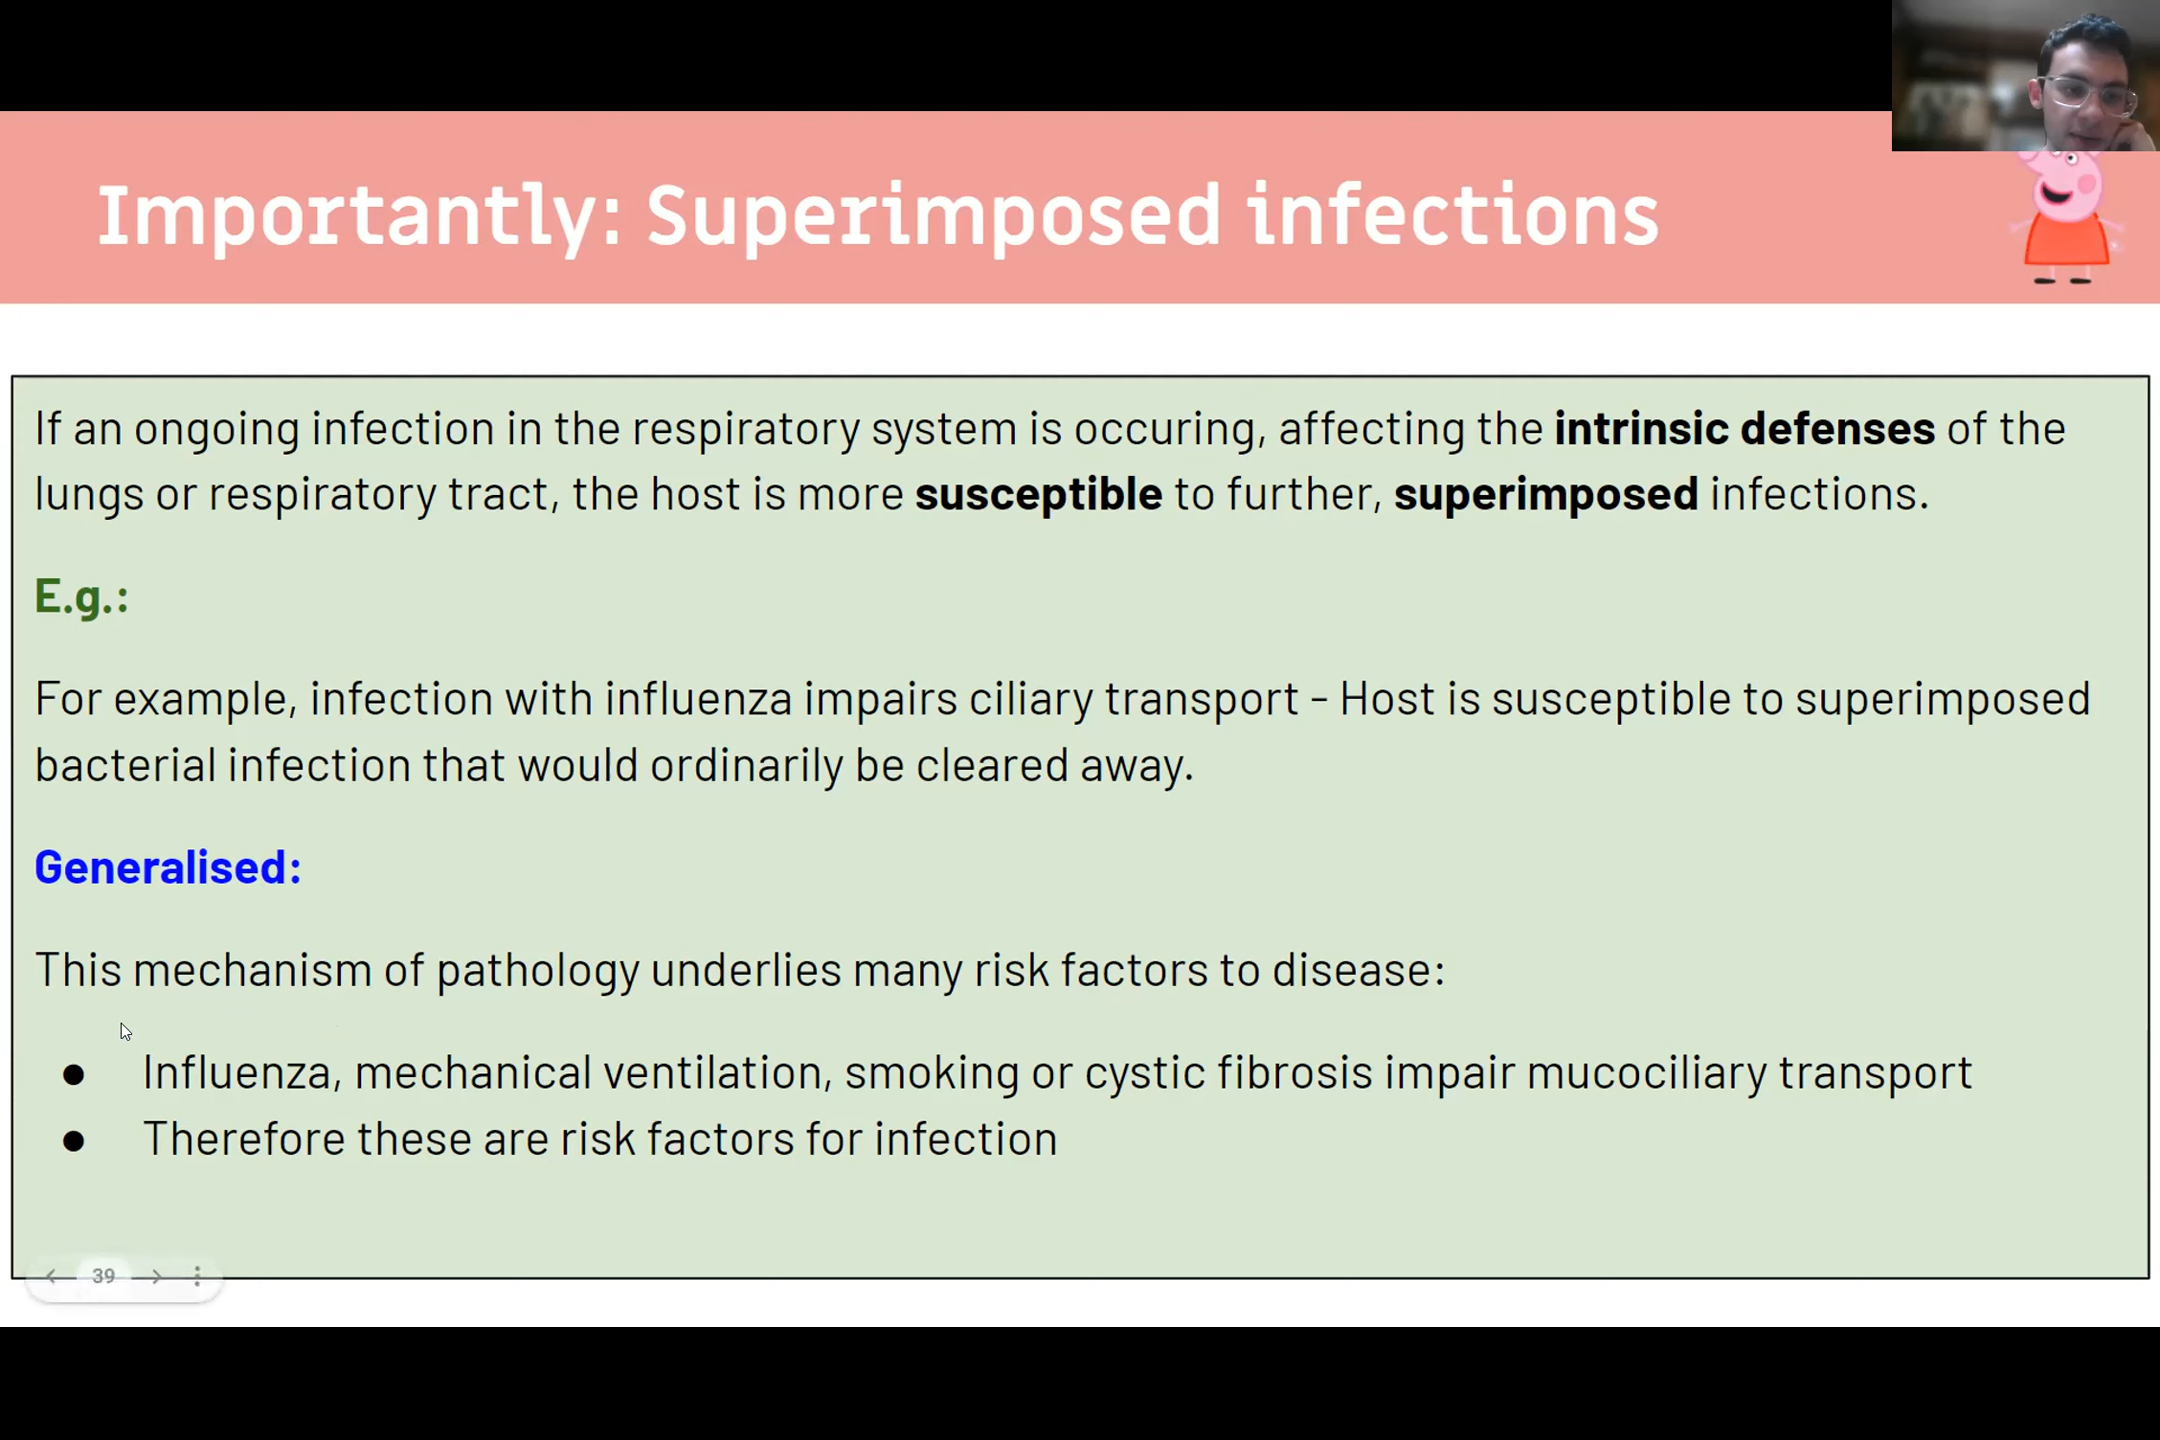 Importantly: Superimposed infections
If an ongoing infection in the respiratory system is occuring, affecting the intrinsic defenses of the
lungs or respiratory tract, the host is more susceptible to further, superimposed infections.
E.g.:
For example, infection with influenza impairs ciliary transport - Host is susceptible to superimposed
bacterial infection that would ordinarily be cleared away.
Generalised:
This mechanism of pathology underlies many risk factors to disease:
● Influenza, mechanical ventilation, smoking or cystic fibrosis impair mucociliary transport
● Therefore these are risk factors for infection
39